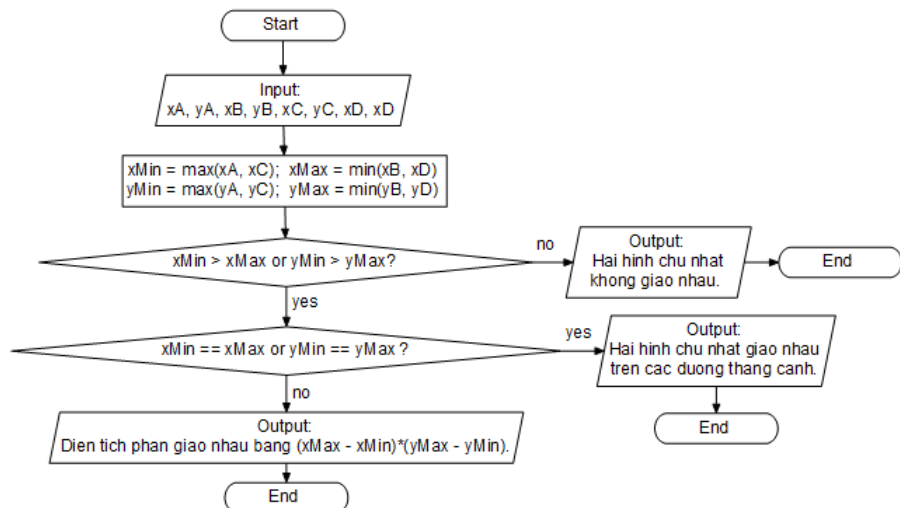 Start
Input:
xA, yA, xB, yB, xC, yC, xD, xD
xMin = max(xA, xC);  xMax = min(xB, xD)
yMin = max(yA, yC);  yMax = min(yB, yD)
xMin > xMax or yMin > yMax?
no
Output:
Hai hinh chu nhat
khong giao nhau.
End
yes
xMin == xMax or yMin == yMax ?
yes
Output:
Hai hinh chu nhat giao nhau
tren cac duong thang canh.
End
no
Output:
Dien tich phan giao nhau bang (xMax - xMin)*(yMax - yMin).
End